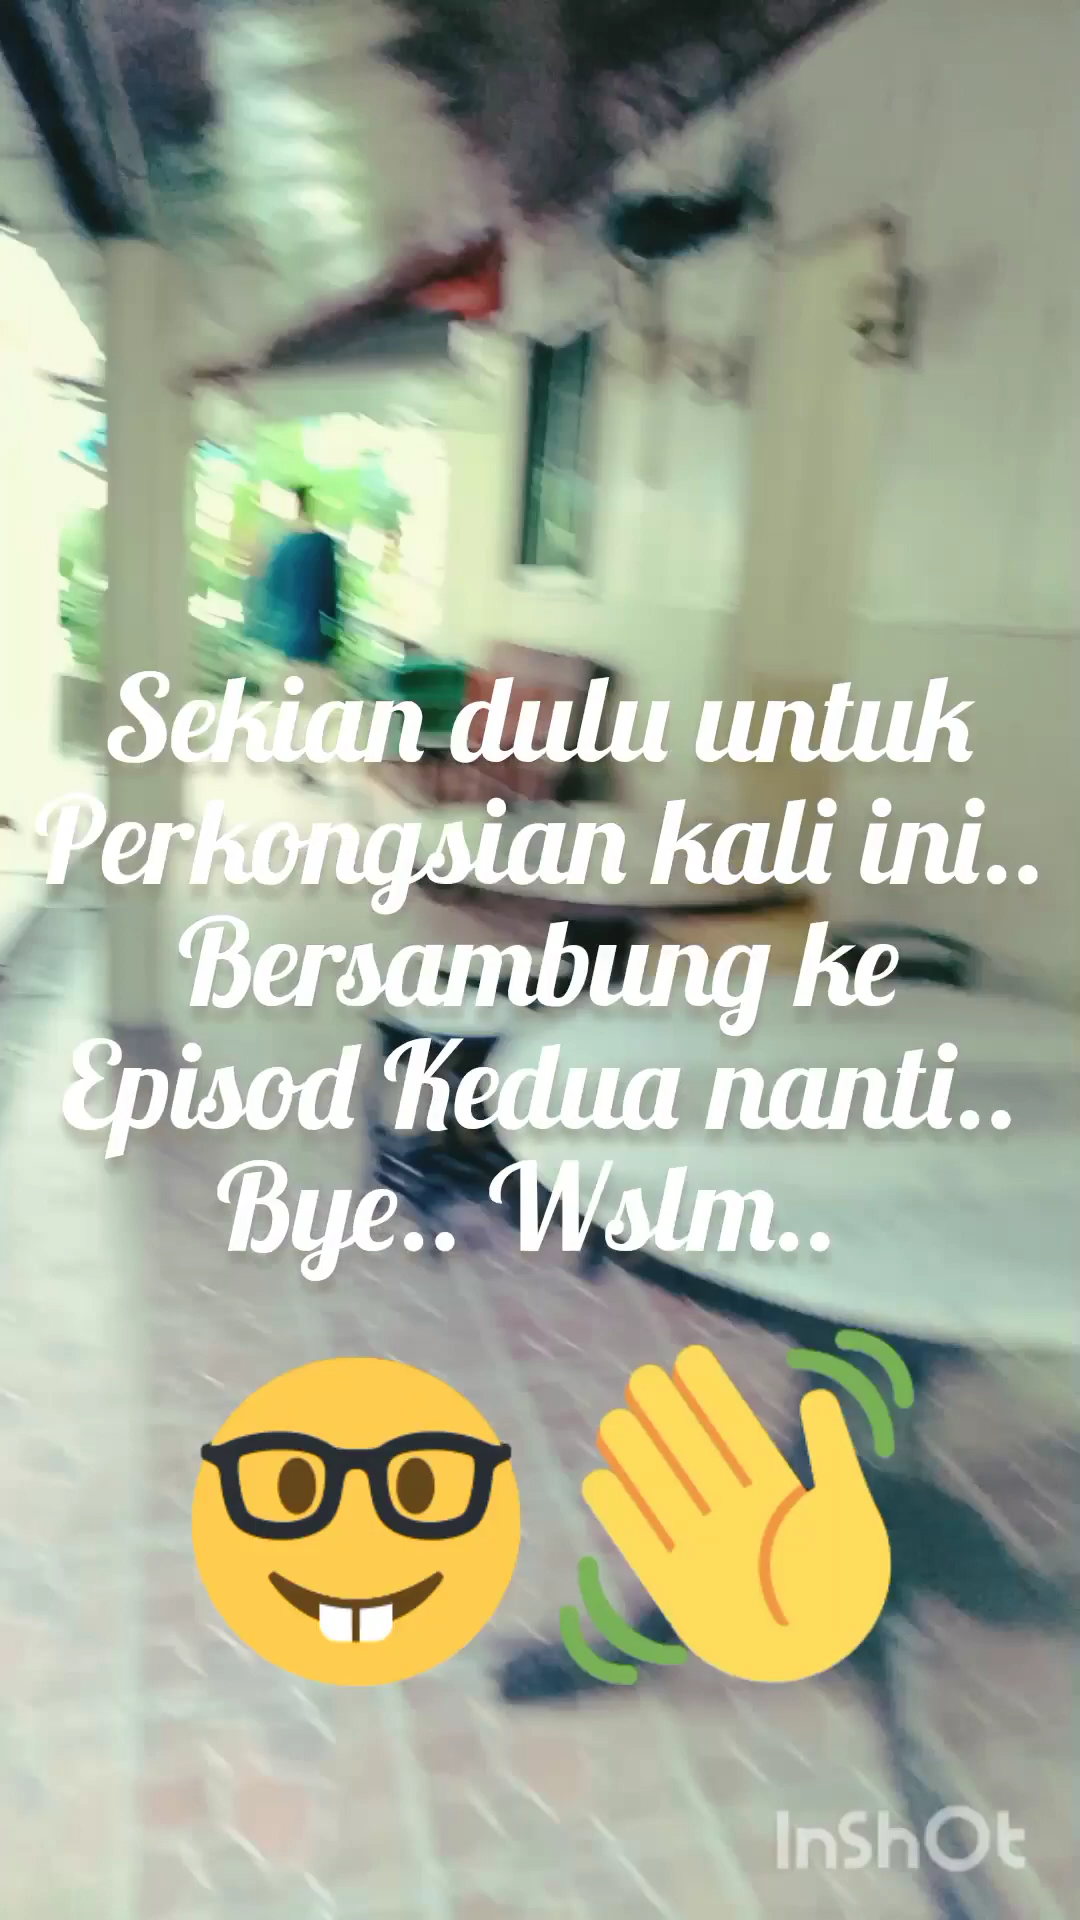 Sekian dulu untuk
Perkongsian kali ini..
Bersambung ke
Episod Kedua nanti..
Bye.. Wslm..
InShOt